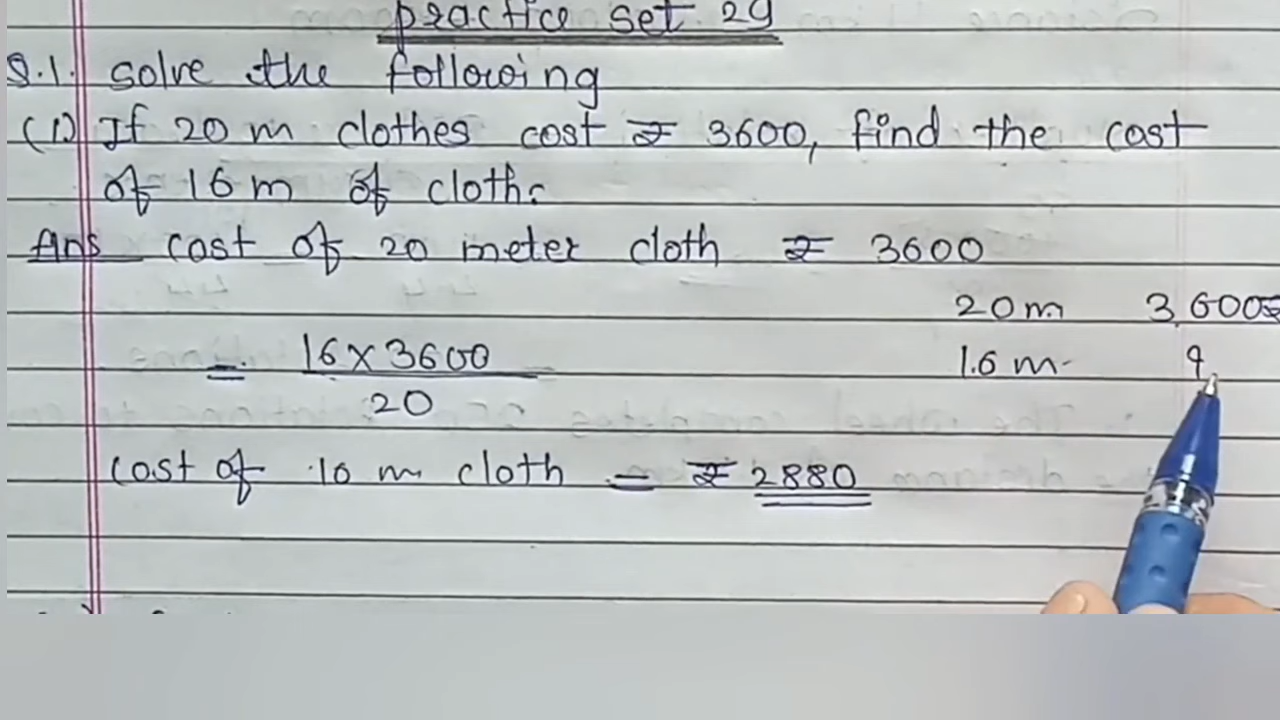 practice set 29
Q.1. solve the following
(1) If 20 m clothes cost ₹ 3600, find the cost
of 16 m of cloth.
Ans cost of 20 meter cloth ₹ 3600
20 m 3600₹
= 16 x 3600
16 m ?
20
cost of 10 m cloth = ₹ 2880